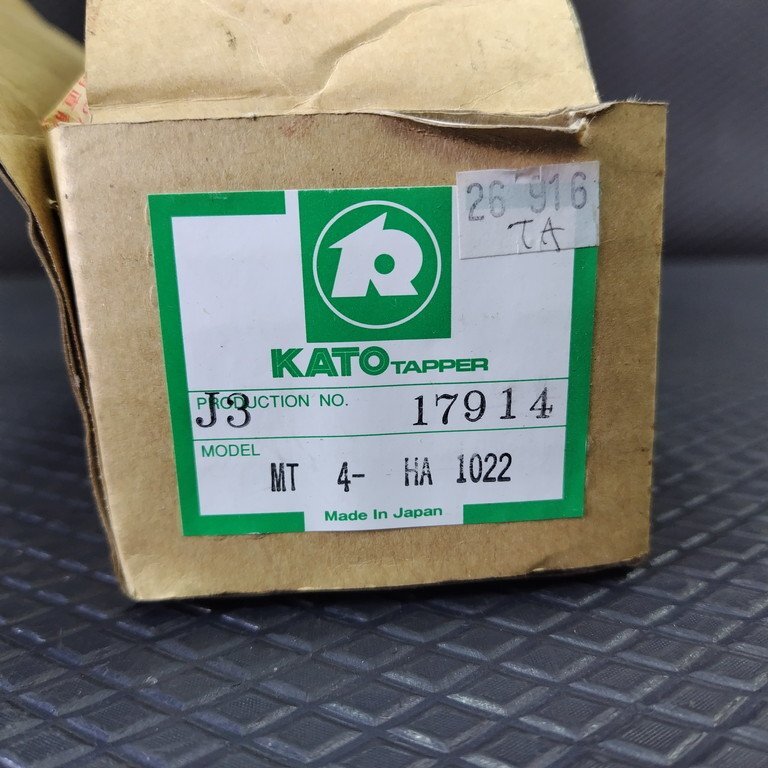 26 916
TA
KATO TAPPER
PRODUCTION NO.
J3 17914
MODEL
MT 4- HA 1022
Made In Japan